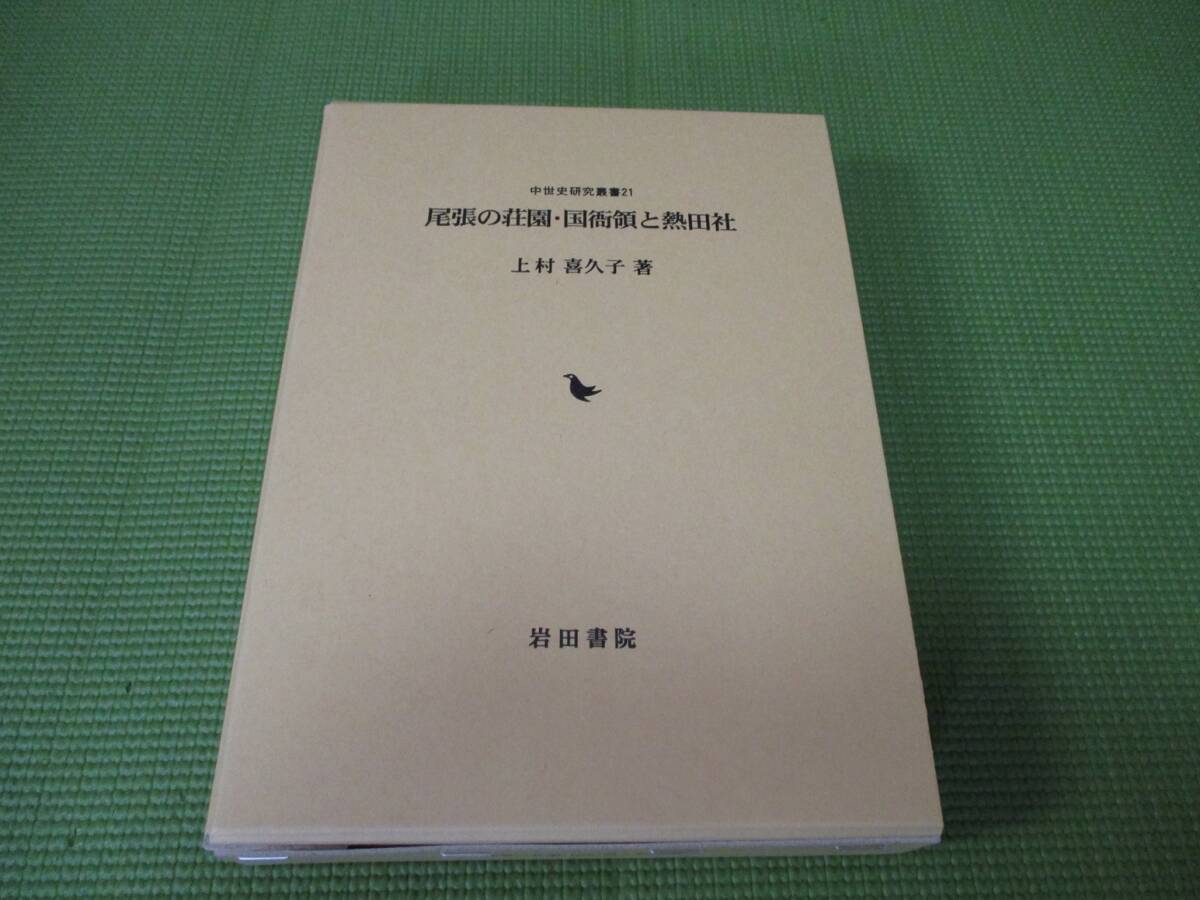 中世史研究叢書21
尾張の荘園・国衙領と熱田社
上村 喜久子 著
岩田書院